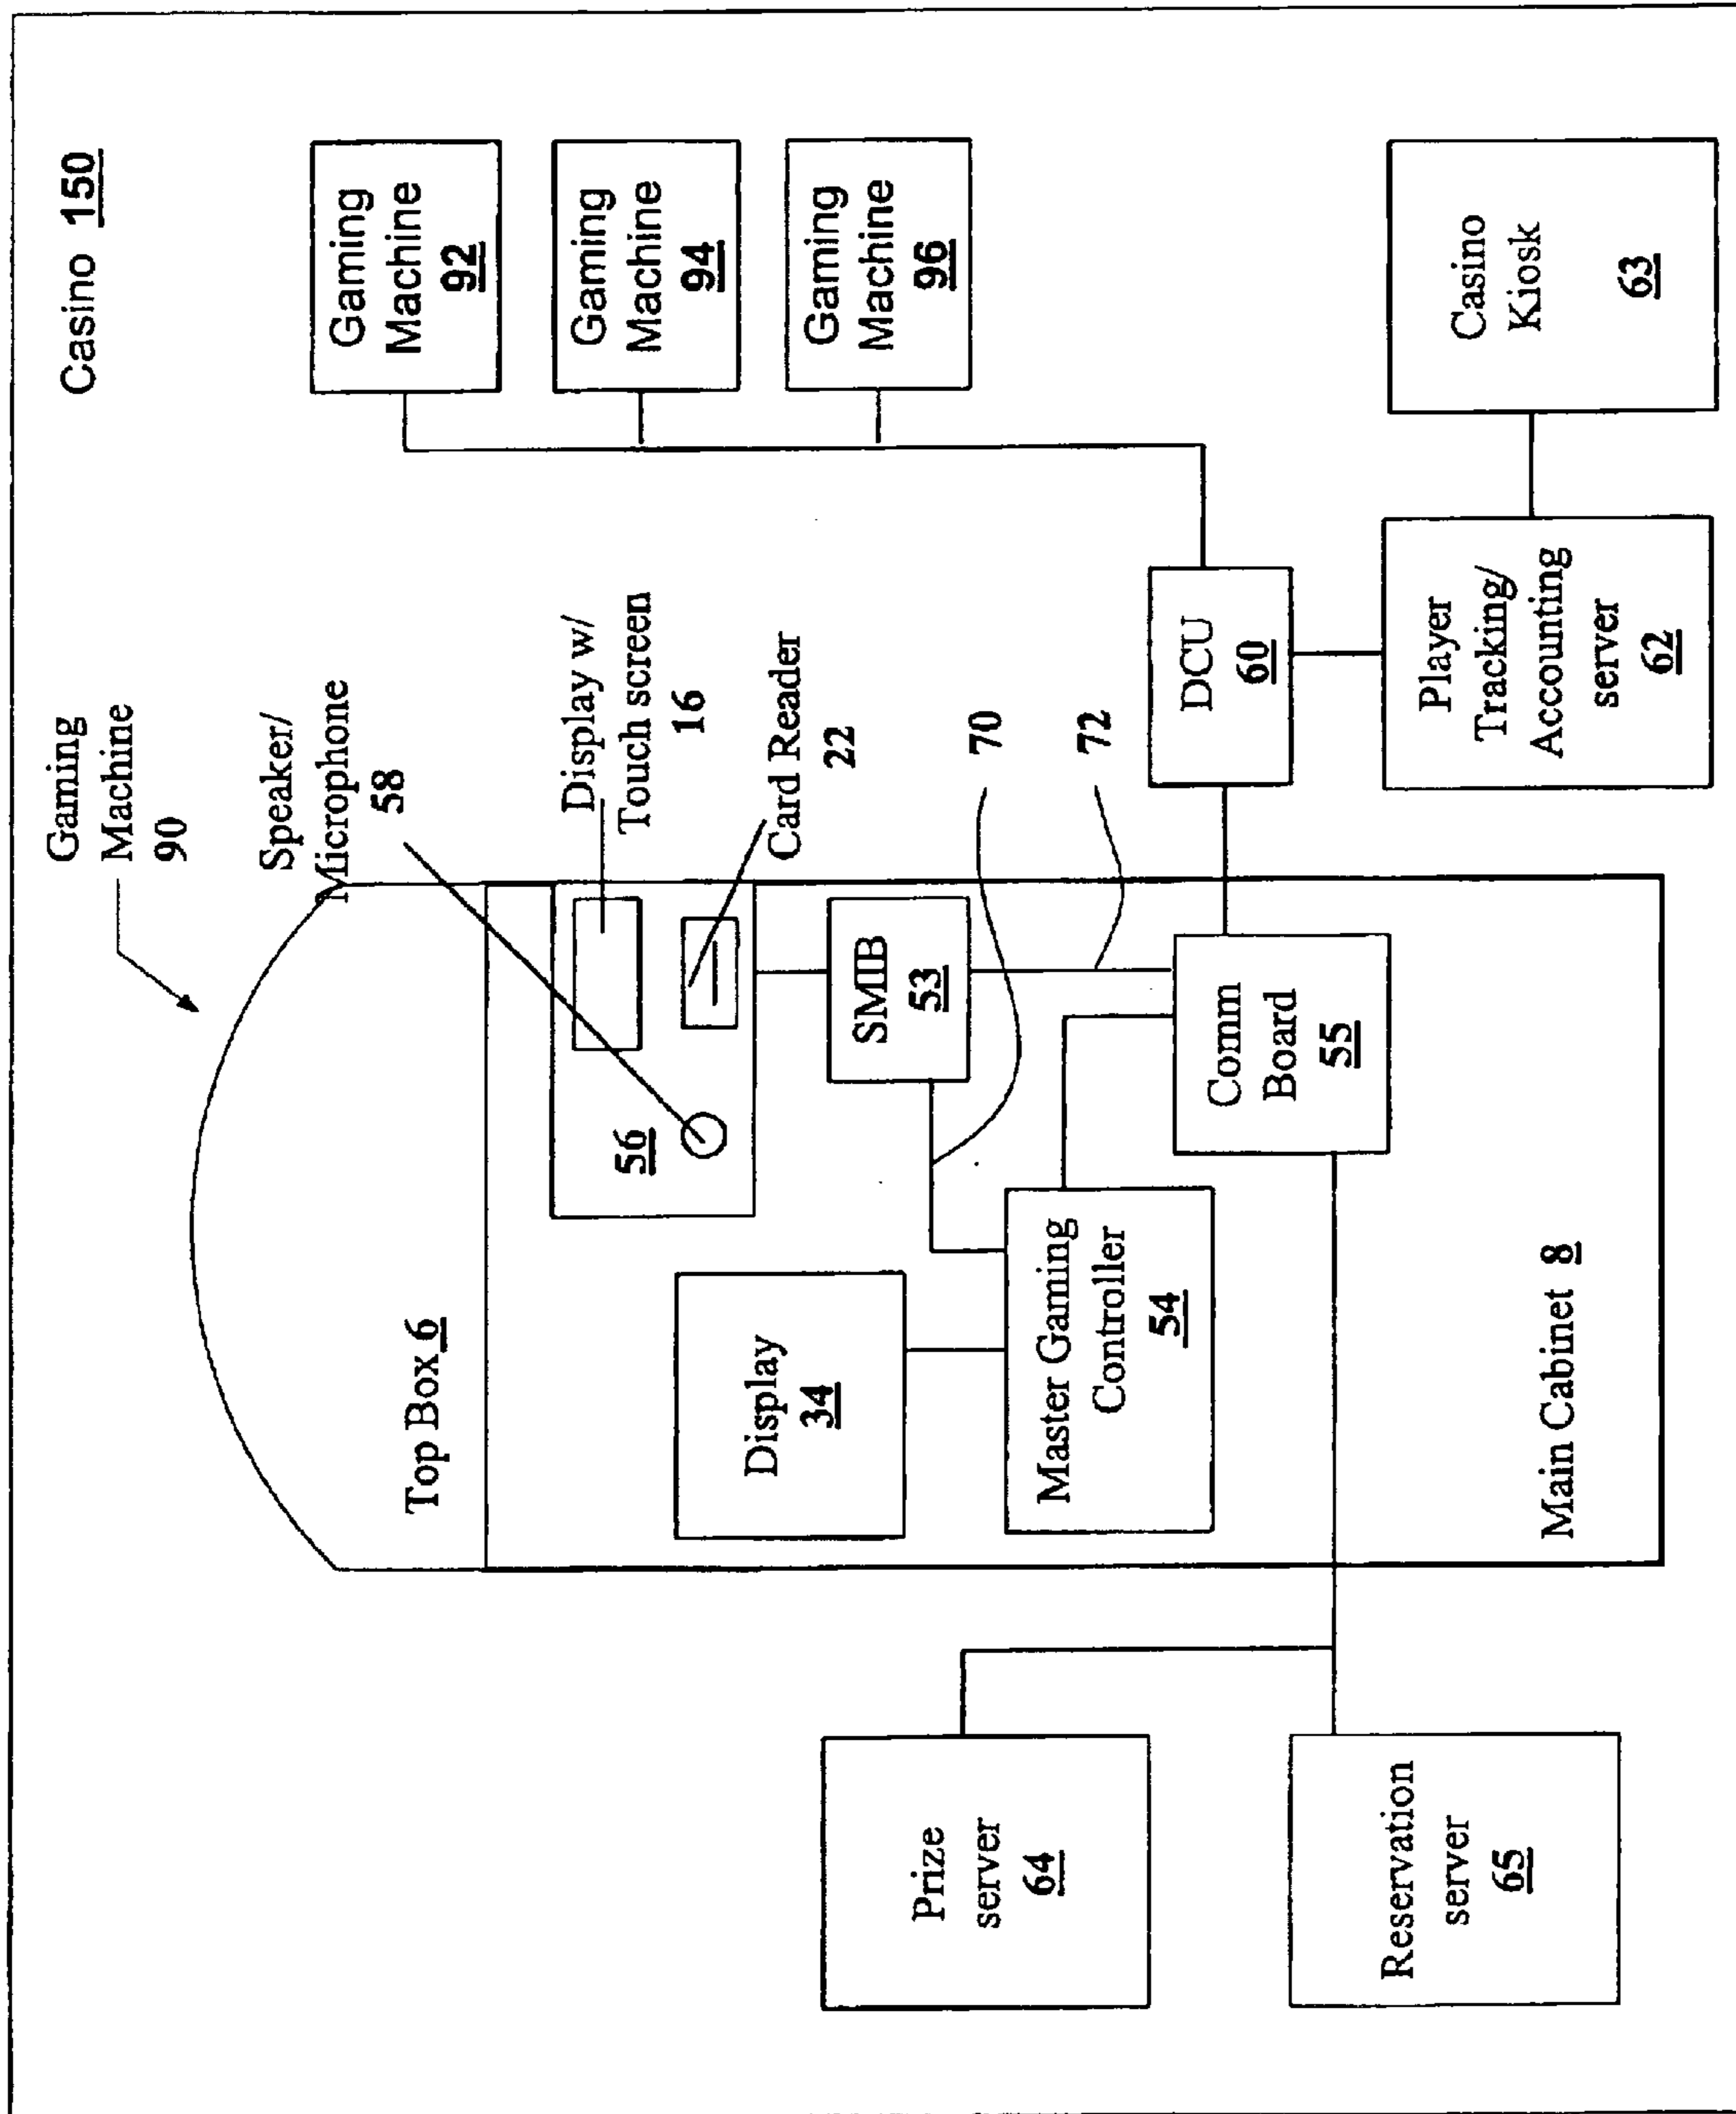 Casino 150
Gaming
Machine
90
Speaker/
Microphone
58
Display w/
Touch screen
16
Card Reader
22
Gaming
Machine
92
Gaming
Machine
94
Gaming
Machine
96
Top Box 6
56
Display
34
SMIB
53
70
72
Master Gaming
Controller
54
Comm
Board
55
Main Cabinet 8
DCU
60
Player
Tracking/
Accounting
server
62
Casino
Kiosk
63
Prize
server
64
Reservation
server
65